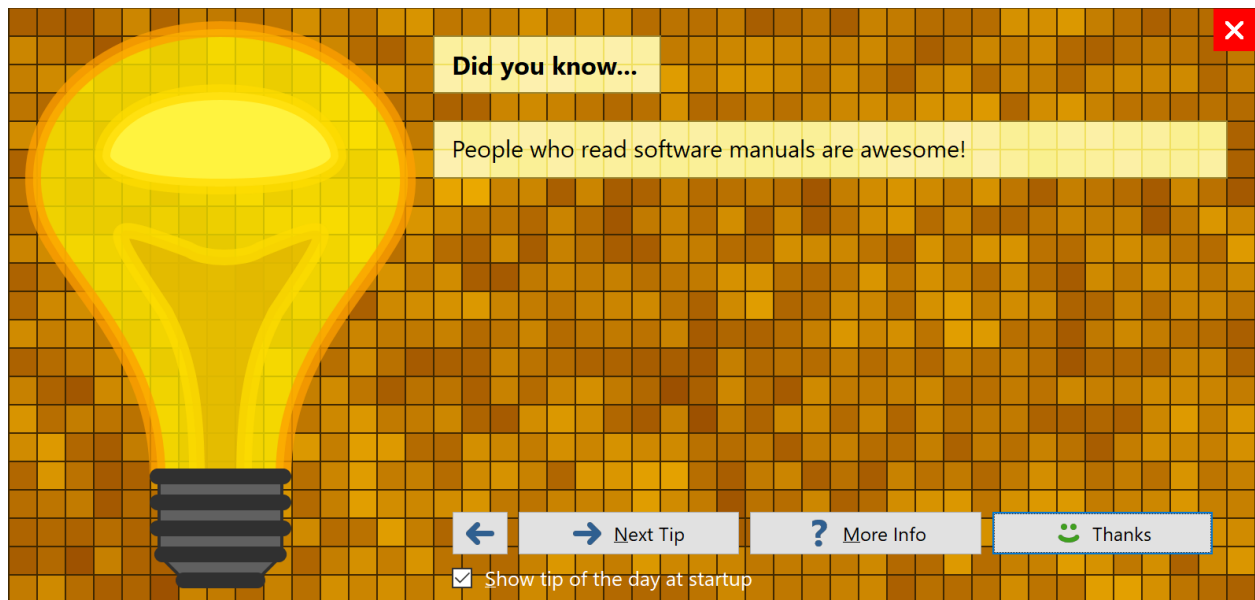 Did you know...
People who read software manuals are awesome!
Next Tip
? More Info
Thanks
Show tip of the day at startup